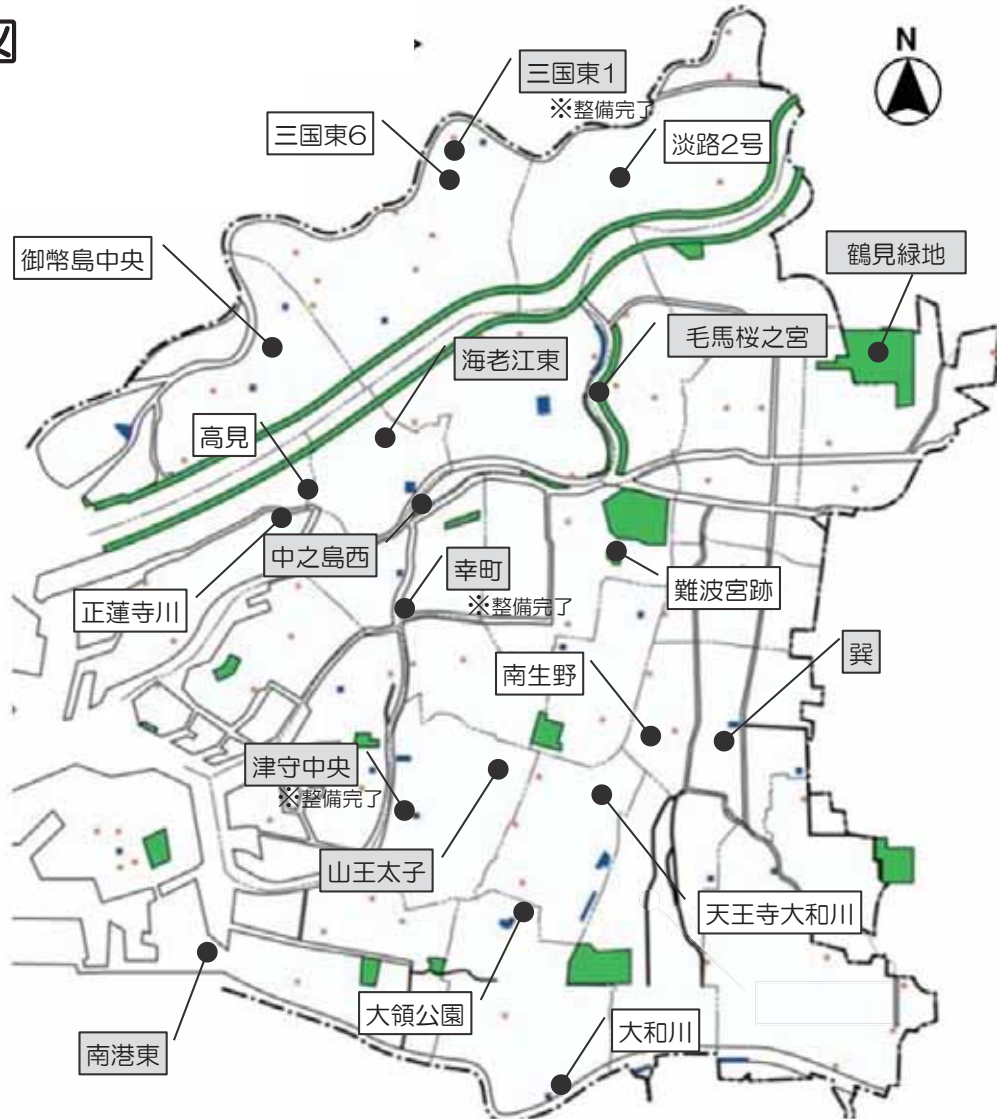 図
N
三国東1
※整備完了
三国東6
淡路2号
御幣島中央
鶴見緑地
毛馬桜之宮
海老江東
高見
中之島西
幸町
※整備完了
正蓮寺川
難波宮跡
南生野
巽
津守中央
※整備完了
山王太子
天王寺大和川
大領公園
大和川
南港東